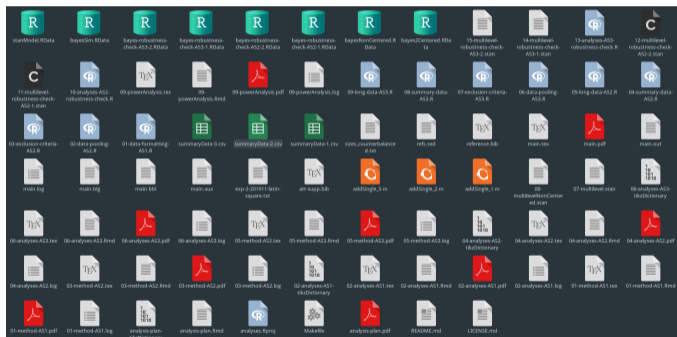 stanModel.RData bayesSim.RData bayes-robustness- bayes-robustness- bayes-robustness- bayes-robustness- bayesNonCentered.R bayes2Centered.RDa 15-multilevel- 14-multilevel- 13-analyses-AS3- 12-multilevel-
check-AS3-2.RData check-AS3-1.RData check-AS2-2.RData check-AS2-1.RData Data ta robustness-check- robustness-check- robustness-check.R robustness-check-
AS3-2.stan AS3-1.stan AS2-2.stan
11-multilevel- 10-analyses-AS2- 09-powerAnalysis.tex 09- 09-powerAnalysis.pdf 09-powerAnalysis.log 09-long-data-AS3.R 08-summary-data- 07-exclusion-criteria- 06-data-pooling- 05-long-data-AS2.R 04-summary-data-
robustness-check- robustness-check.R powerAnalysis.Rmd AS3.R AS3.R AS3.R AS2.R
AS2-1.stan
03-exclusion-criteria- 02-data-pooling- 01-data-formatting- summaryData-3.csv summaryData-2.csv summaryData-1.csv sizes_counterbalance refs.sed reference.bib main.tex main.pdf main.out
AS2.R AS2.R AS1.R d.txt
main.log main.blg main.bbl main.aux exp-2-201911-latin- alit-supp.bib addSingle_3.m addSingle_2.m addSingle_1.m 08- 07-multilevel.stan 06-analyses-AS3-
square.txt multilevelNonCenter tikzDictionary
ed.stan
06-analyses-AS3.tex 06-analyses-AS3.Rmd 06-analyses-AS3.pdf 06-analyses-AS3.log 05-method-AS3.tex 05-method-AS3.Rmd 05-method-AS3.pdf 05-method-AS3.log 04-analyses-AS2- 04-analyses-AS2.tex 04-analyses-AS2.Rmd 04-analyses-AS2.pdf
tikzDictionary
04-analyses-AS2.log 03-method-AS2.tex 03-method-AS2.Rmd 03-method-AS2.pdf 03-method-AS2.log 02-analyses-AS1- 02-analyses-AS1.tex 02-analyses-AS1.Rmd 02-analyses-AS1.pdf 02-analyses-AS1.log 01-method-AS1.tex 01-method-AS1.Rmd
tikzDictionary
01-method-AS1.pdf 01-method-AS1.log analysis-plan- analysis-plan.Rmd analyses.Rproj Makefile analysis-plan.pdf README.md LICENSE.md